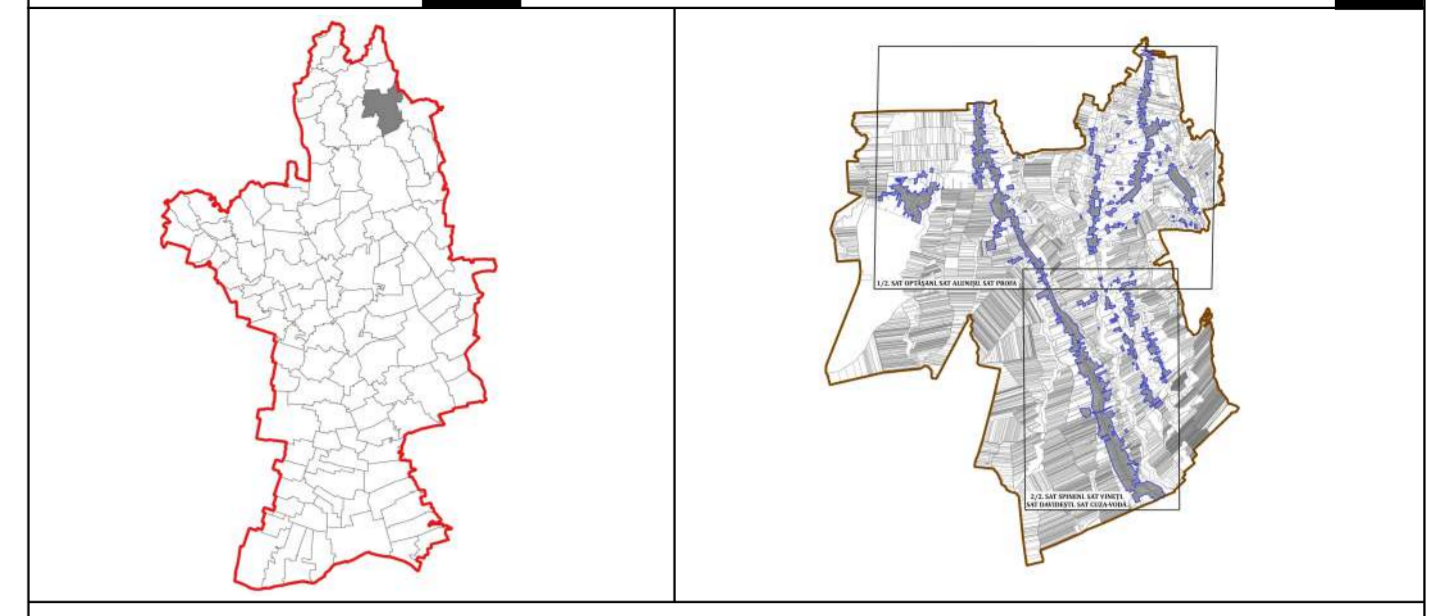 1/2. SAT OPTĂȘANI, SAT ALUNIȘU, SAT PROFA
2/2. SAT SPINENI, SAT VINEȚI,
SAT DAVIDEȘTI, SAT CUZA-VODĂ